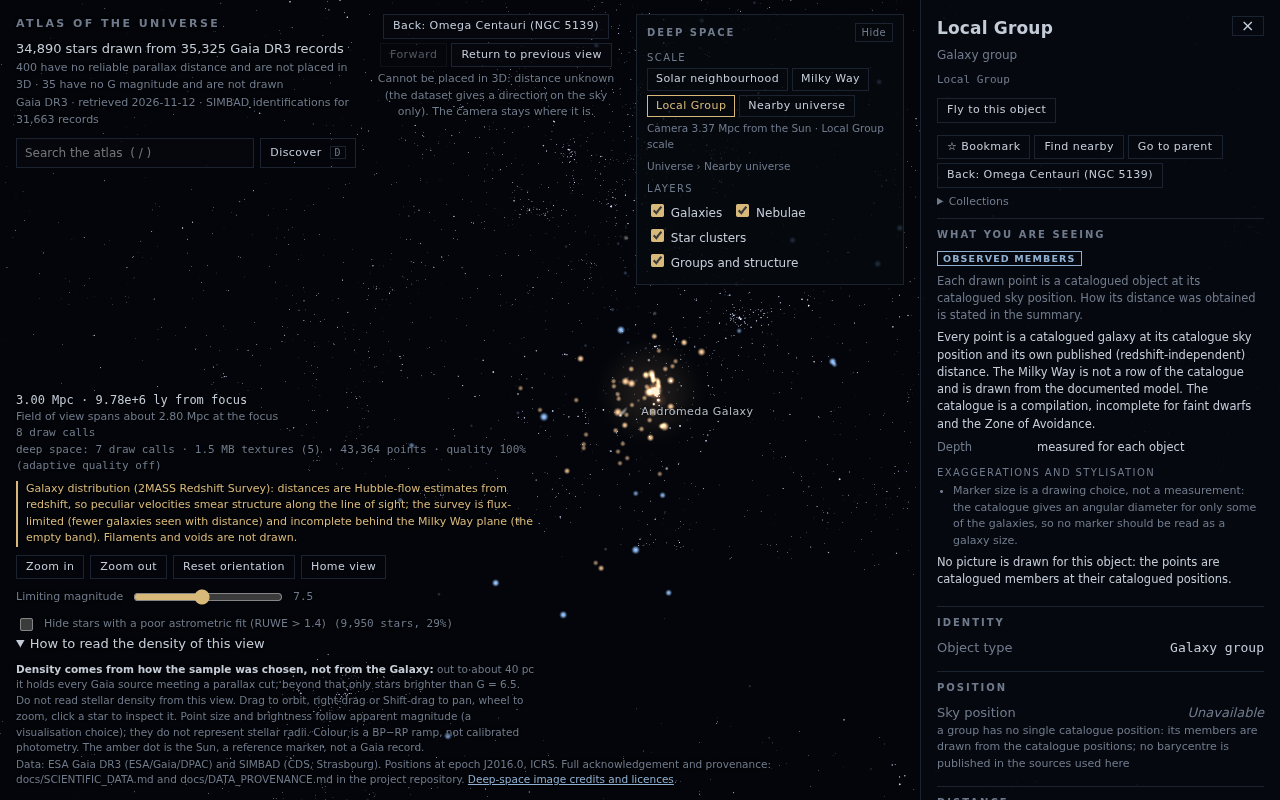 ATLAS OF THE UNIVERSE
34,890 stars drawn from 35,325 Gaia DR3 records
400 have no reliable parallax distance and are not placed in
3D · 35 have no G magnitude and are not drawn
Gaia DR3 · retrieved 2026-11-12 · SIMBAD identifications for
31,663 records
Search the atlas ( / )
Discover D
Back: Omega Centauri (NGC 5139)
Forward
Return to previous view
Cannot be placed in 3D: distance unknown
(the dataset gives a direction on the sky
only). The camera stays where it is.
DEEP SPACE
Hide
SCALE
Solar neighbourhood
Milky Way
Local Group
Nearby universe
Camera 3.37 Mpc from the Sun · Local Group
scale
Universe › Nearby universe
LAYERS
Galaxies
Nebulae
Star clusters
Groups and structure
Andromeda Galaxy
3.00 Mpc · 9.78e+6 ly from focus
Field of view spans about 2.80 Mpc at the focus
8 draw calls
deep space: 7 draw calls · 1.5 MB textures (5) · 43,364 points · quality 100%
(adaptive quality off)
Galaxy distribution (2MASS Redshift Survey): distances are Hubble-flow estimates from
redshift, so peculiar velocities smear structure along the line of sight; the survey is flux-
limited (fewer galaxies seen with distance) and incomplete behind the Milky Way plane (the
empty band). Filaments and voids are not drawn.
Zoom in
Zoom out
Reset orientation
Home view
Limiting magnitude
7.5
Hide stars with a poor astrometric fit (RUWE > 1.4) (9,950 stars, 29%)
▼ How to read the density of this view
Density comes from how the sample was chosen, not from the Galaxy: out to about 40 pc
it holds every Gaia source meeting a parallax cut; beyond that only stars brighter than G = 6.5.
Do not read stellar density from this view. Drag to orbit, right-drag or Shift-drag to pan, wheel to
zoom, click a star to inspect it. Point size and brightness follow apparent magnitude (a
visualisation choice); they do not represent stellar radii. Colour is a BP−RP ramp, not calibrated
photometry. The amber dot is the Sun, a reference marker, not a Gaia record.
Data: ESA Gaia DR3 (ESA/Gaia/DPAC) and SIMBAD (CDS, Strasbourg). Positions at epoch J2016.0, ICRS. Full acknowledgement and provenance:
docs/SCIENTIFIC_DATA.md and docs/DATA_PROVENANCE.md in the project repository. Deep-space image credits and licences.
Local Group
×
Galaxy group
Local Group
Fly to this object
☆ Bookmark
Find nearby
Go to parent
Back: Omega Centauri (NGC 5139)
▶ Collections
WHAT YOU ARE SEEING
OBSERVED MEMBERS
Each drawn point is a catalogued object at its
catalogued sky position. How its distance was obtained
is stated in the summary.
Every point is a catalogued galaxy at its catalogue sky
position and its own published (redshift-independent)
distance. The Milky Way is not a row of the catalogue
and is drawn from the documented model. The
catalogue is a compilation, incomplete for faint dwarfs
and the Zone of Avoidance.
Depth measured for each object
EXAGGERATIONS AND STYLISATION
• Marker size is a drawing choice, not a measurement:
the catalogue gives an angular diameter for only some
of the galaxies, so no marker should be read as a
galaxy size.
No picture is drawn for this object: the points are
catalogued members at their catalogued positions.
IDENTITY
Object type Galaxy group
POSITION
Sky position Unavailable
a group has no single catalogue position: its members are
drawn from the catalogue positions; no barycentre is
published in the sources used here
DISTANCE